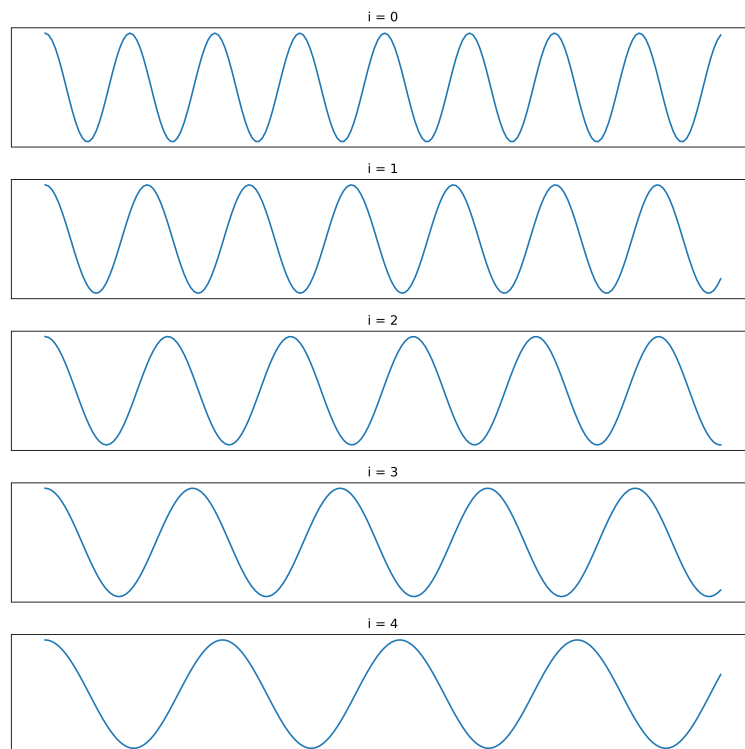 i = 0
i = 1
i = 2
i = 3
i = 4